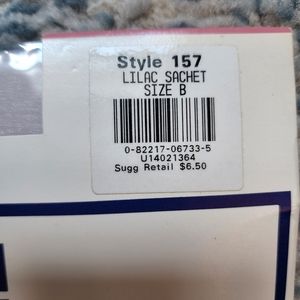 Style 157
LILAC SACHET
SIZE B
0-82217-06733-5
U14021364
Sugg Retail $6.50